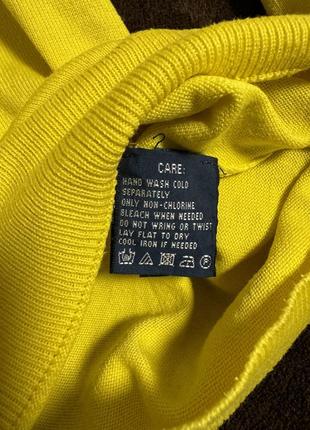 CARE:
HAND WASH COLD
SEPARATELY
ONLY NON-CHLORINE
BLEACH WHEN NEEDED
DO NOT WRING OR TWIST
LAY FLAT TO DRY
COOL IRON IF NEEDED
P